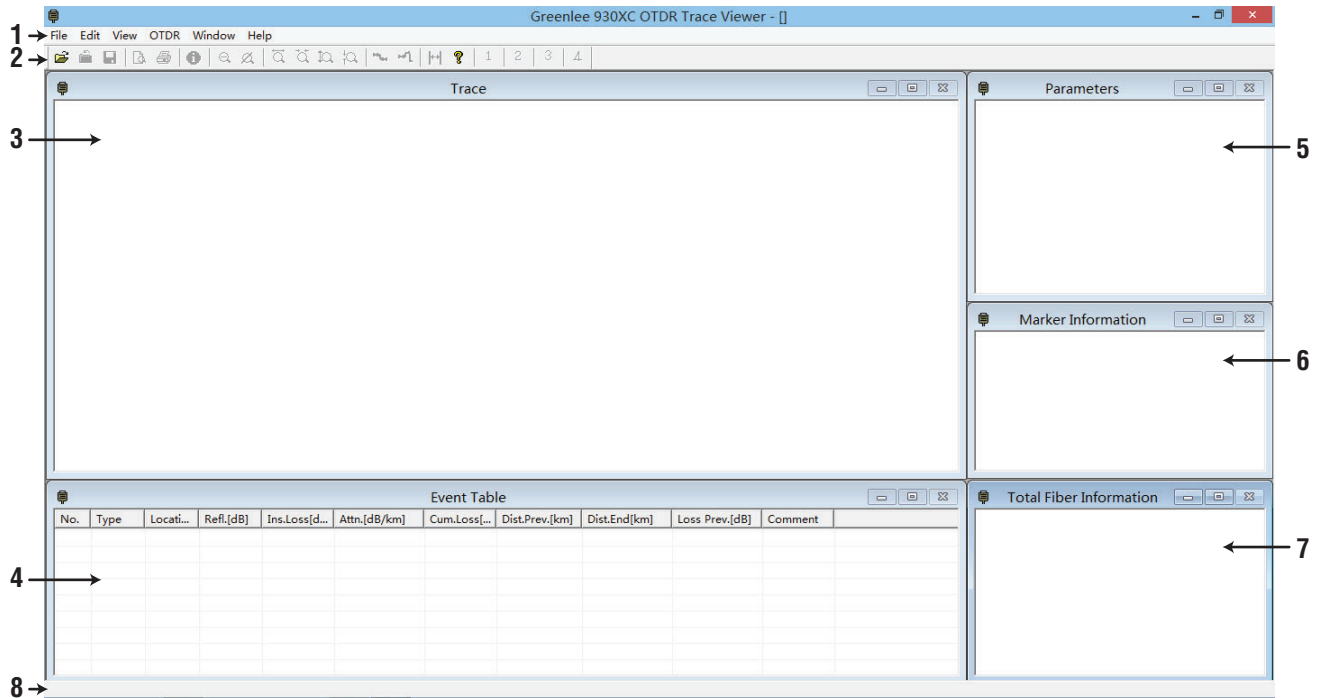 Greenlee 930XC OTDR Trace Viewer - []
1
File Edit View OTDR Window Help
2
1 2 3 4
Trace
Parameters
3
5
Marker Information
6
Event Table
Total Fiber Information
No. Type Locati... Refl.[dB] Ins.Loss[d... Attn.[dB/km] Cum.Loss[... Dist.Prev.[km] Dist.End[km] Loss Prev.[dB] Comment
7
4
8